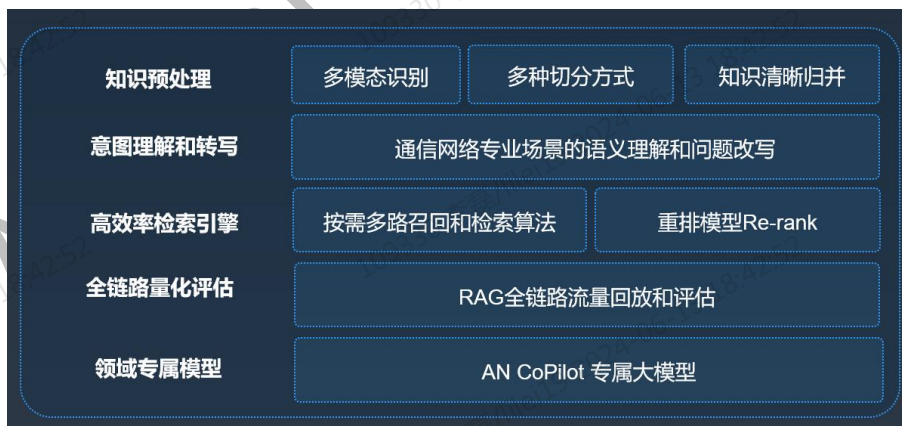 知识预处理 多模态识别 多种切分方式 知识清晰归并
意图理解和转写 通信网络专业场景的语义理解和问题改写
高效率检索引擎 按需多路召回和检索算法 重排模型Re-rank
全链路量化评估 RAG全链路流量回放和评估
领域专属模型 AN CoPilot 专属大模型